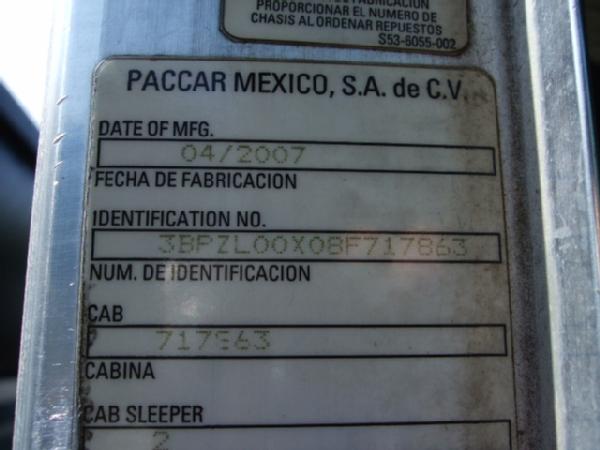 PROPORCIONAR EL NUMERO DE
CHASIS AL ORDENAR REPUESTOS
S53-6055-002
PACCAR MEXICO, S.A. de C.V.
DATE OF MFG.
04/2007
FECHA DE FABRICACION
IDENTIFICATION NO.
3BPZL00X08F717863
NUM. DE IDENTIFICACION
CAB
717863
CABINA
CAB SLEEPER
2